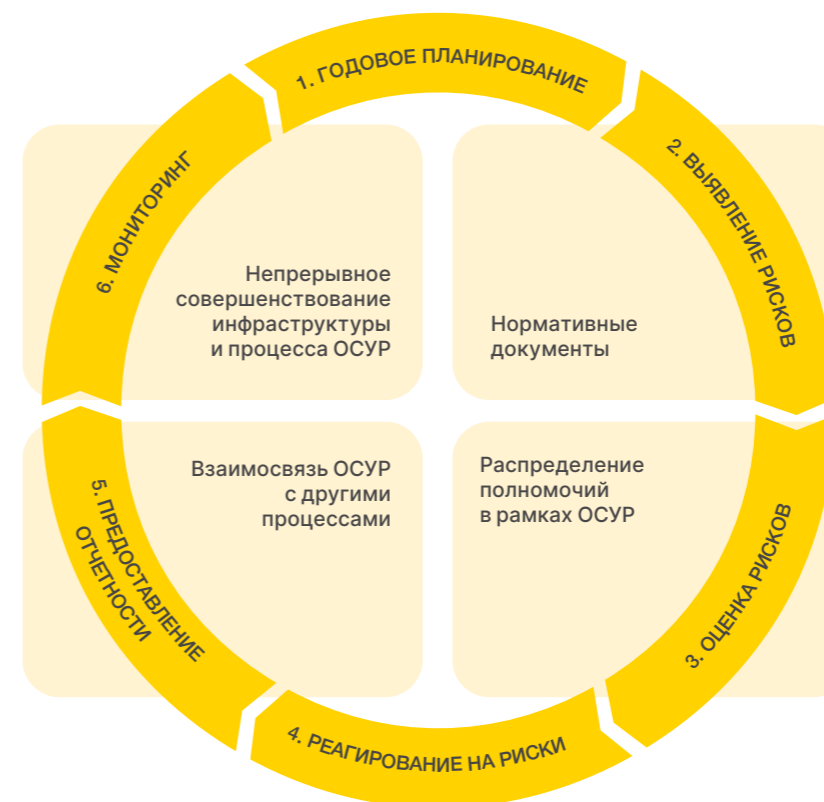 1. ГОДОВОЕ ПЛАНИРОВАНИЕ
2. ВЫЯВЛЕНИЕ РИСКОВ
3. ОЦЕНКА РИСКОВ
4. РЕАГИРОВАНИЕ НА РИСКИ
5. ПРЕДОСТАВЛЕНИЕ
ОТЧЕТНОСТИ
6. МОНИТОРИНГ
Непрерывное
совершенствование
инфраструктуры
и процесса ОСУР
Нормативные
документы
Взаимосвязь ОСУР
с другими
процессами
Распределение
полномочий
в рамках ОСУР